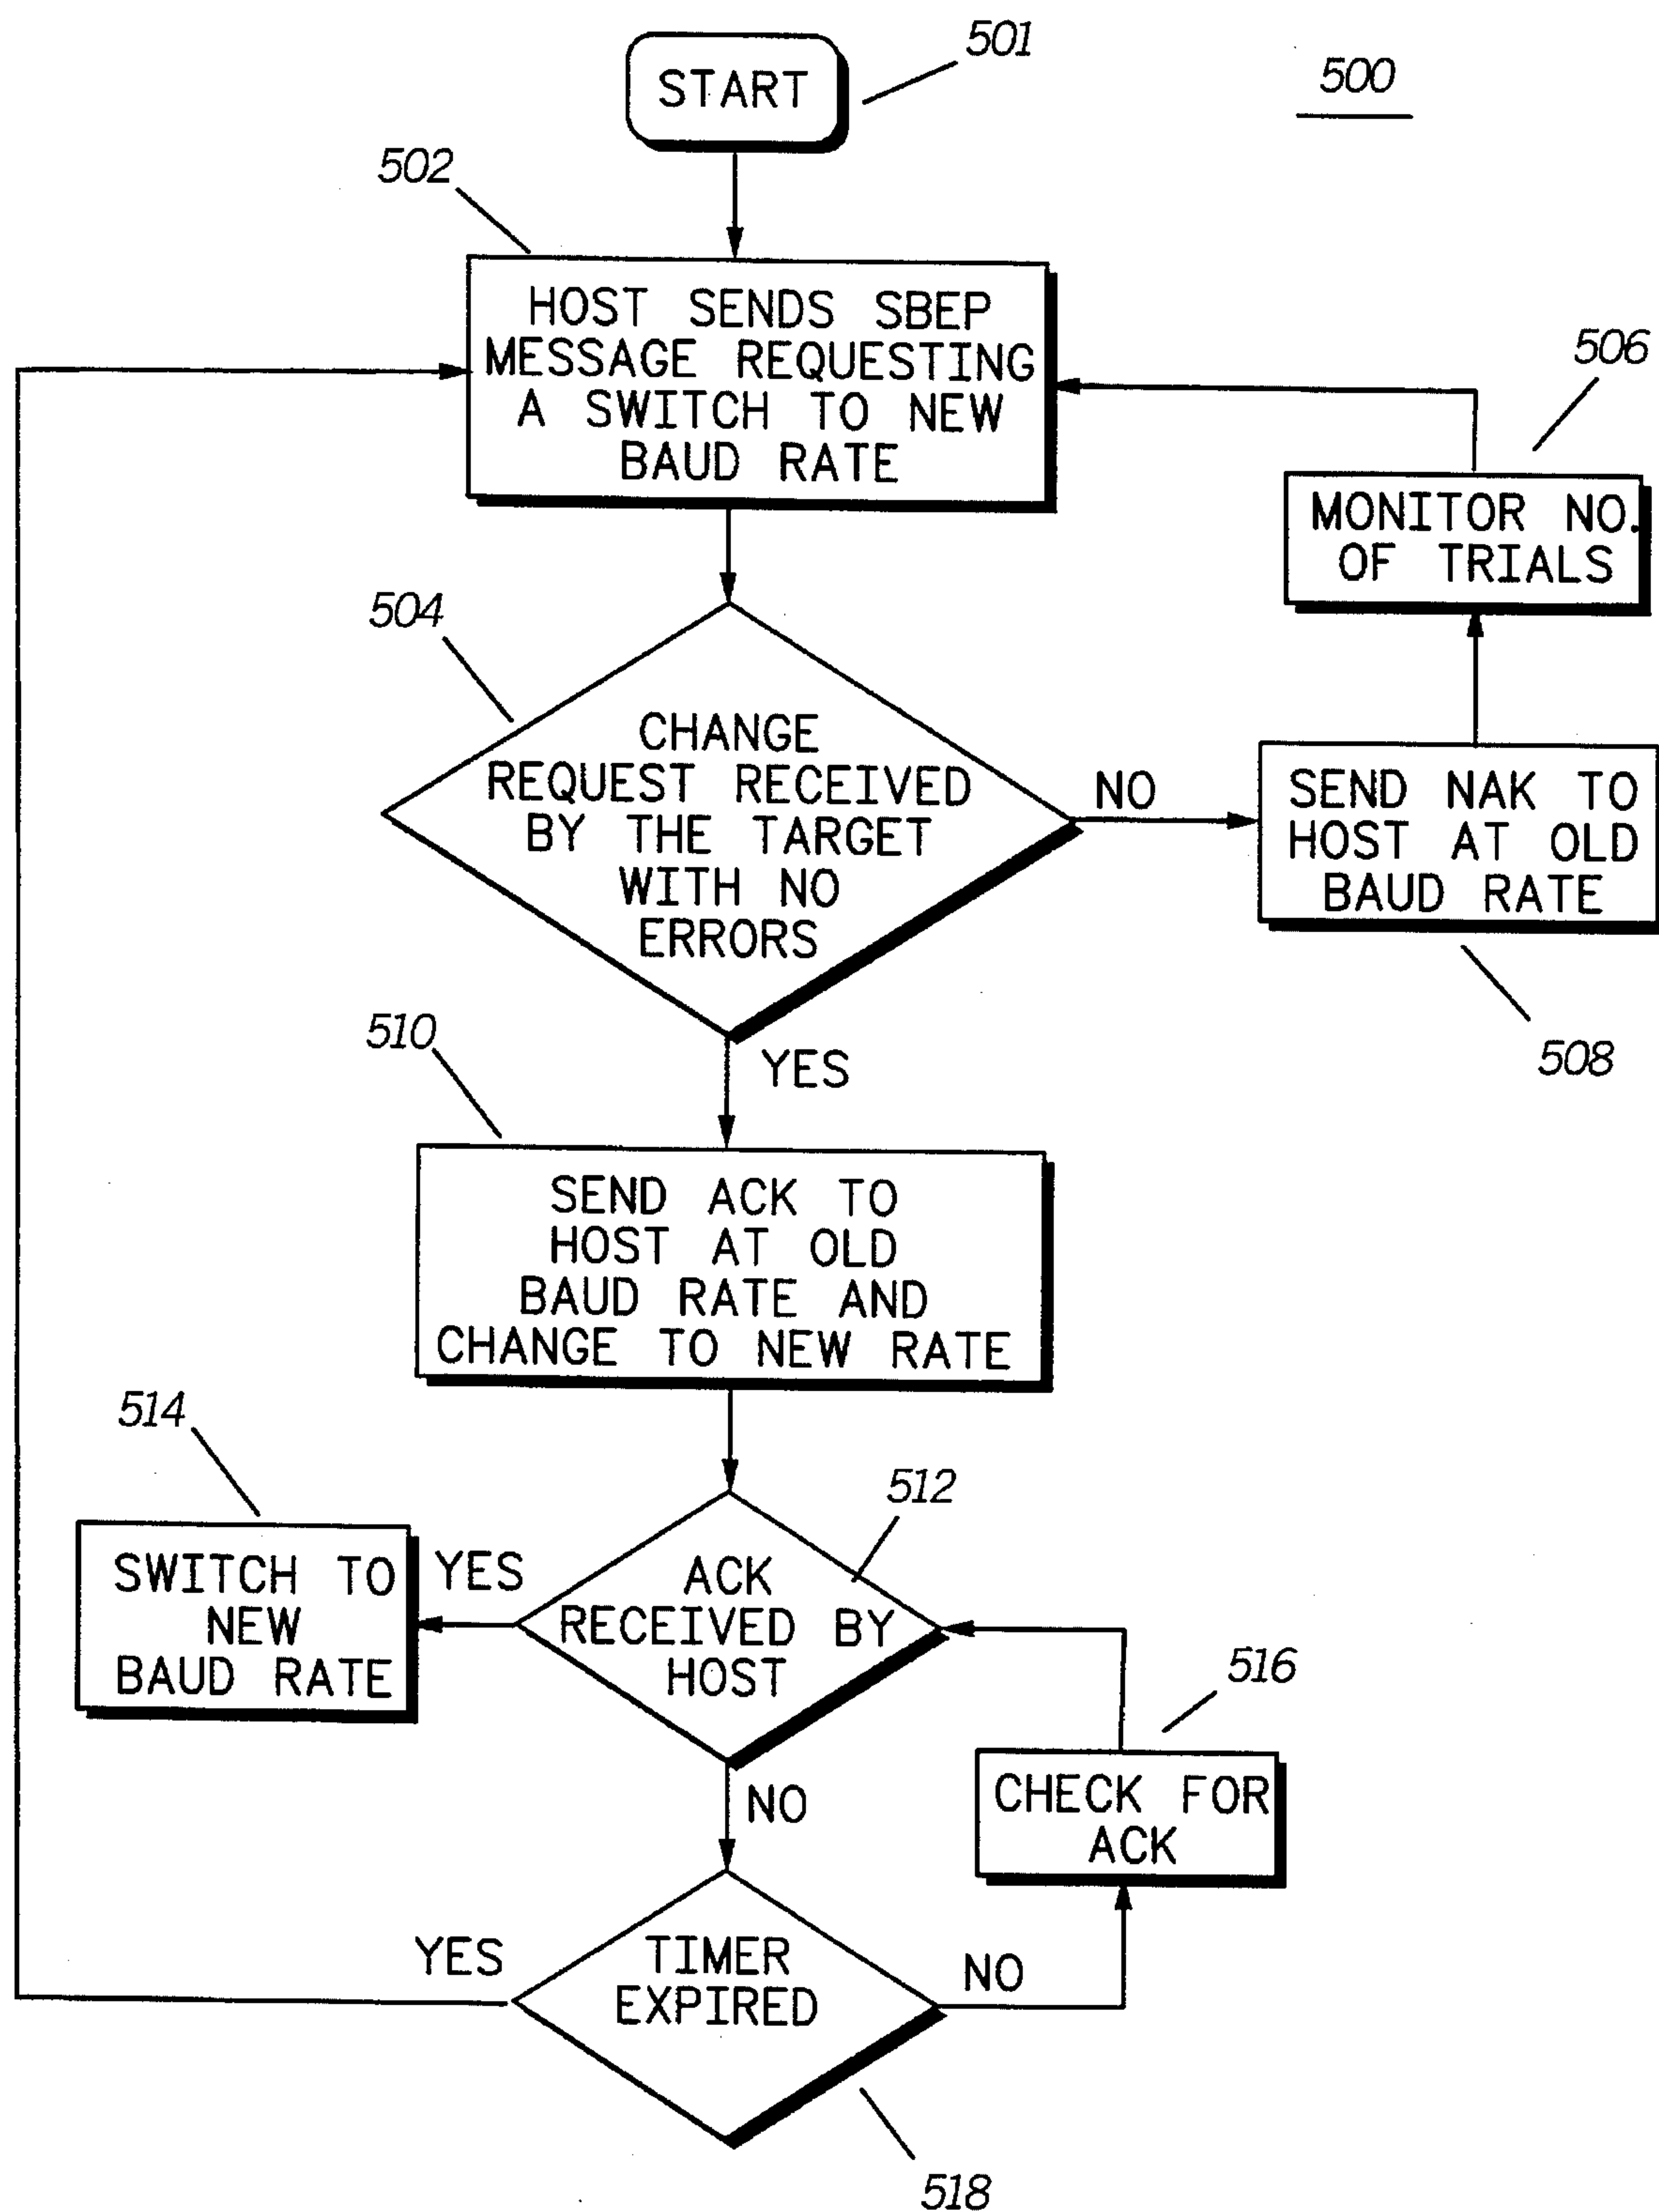 501
500
START
502
HOST SENDS SBEP
MESSAGE REQUESTING
A SWITCH TO NEW
BAUD RATE
506
MONITOR NO.
OF TRIALS
504
CHANGE
REQUEST RECEIVED
BY THE TARGET
WITH NO
ERRORS
NO
SEND NAK TO
HOST AT OLD
BAUD RATE
508
510
YES
SEND ACK TO
HOST AT OLD
BAUD RATE AND
CHANGE TO NEW RATE
514
512
SWITCH TO
NEW
BAUD RATE
YES
ACK
RECEIVED BY
HOST
516
CHECK FOR
ACK
NO
YES
TIMER
EXPIRED
NO
518